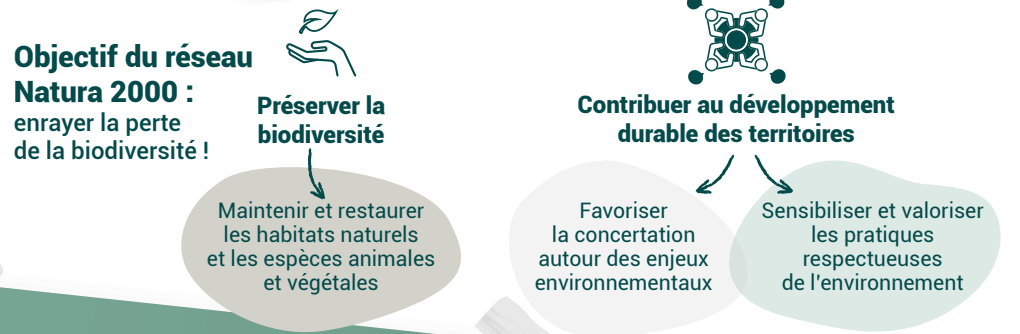 Objectif du réseau
Natura 2000 :
enrayer la perte
de la biodiversité !
Préserver la
biodiversité
Maintenir et restaurer
les habitats naturels
et les espèces animales
et végétales
Contribuer au développement
durable des territoires
Favoriser
la concertation
autour des enjeux
environnementaux
Sensibiliser et valoriser
les pratiques
respectueuses
de l'environnement